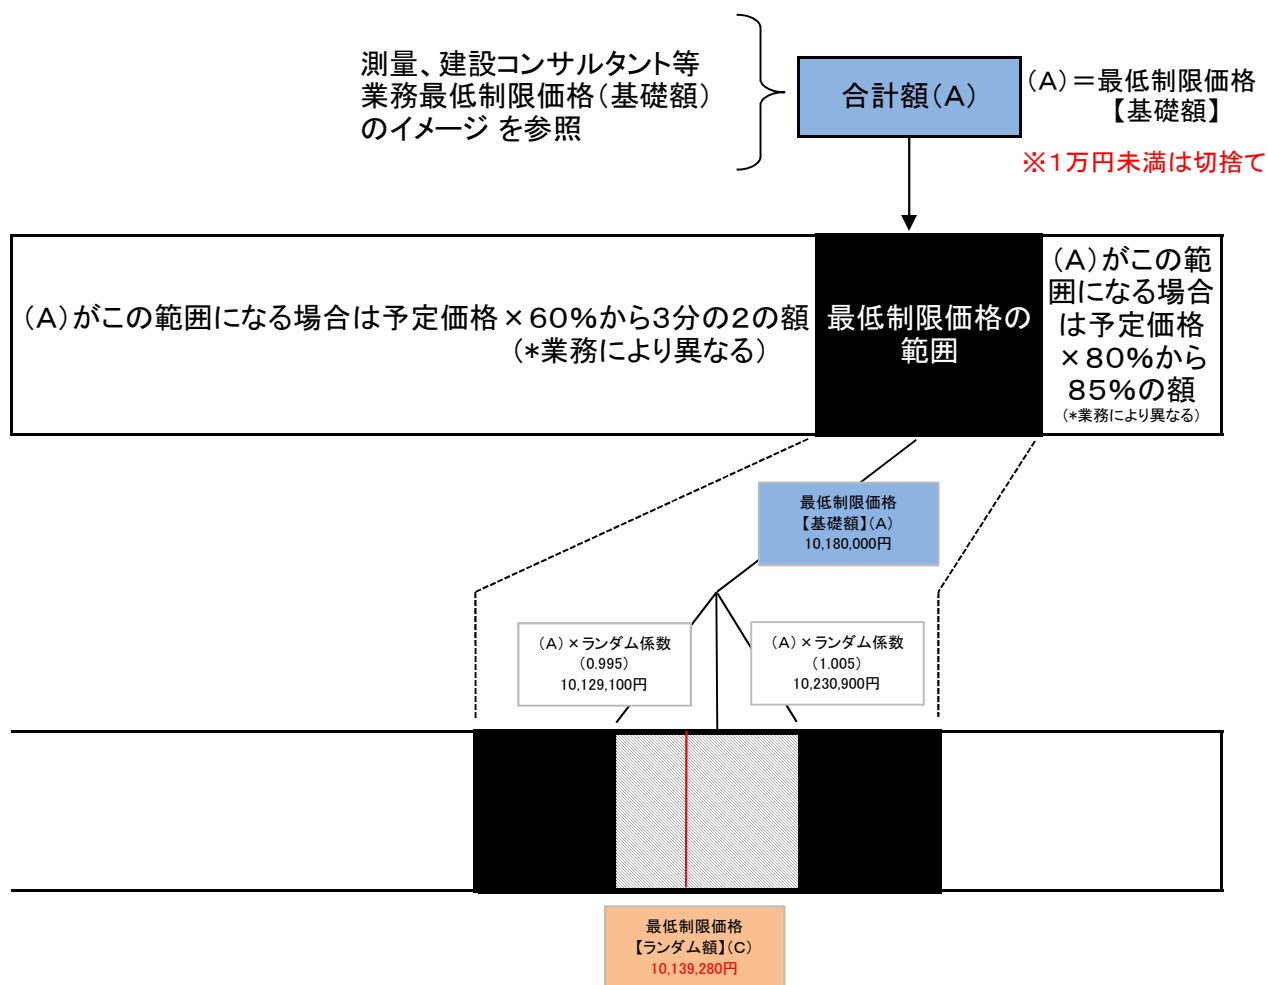 測量、建設コンサルタント等
業務最低制限価格（基礎額）
のイメージ を参照
合計額（Ａ）
（Ａ）＝最低制限価格
【基礎額】
※１万円未満は切捨て
（Ａ）がこの範囲になる場合は予定価格×６０％から３分の２の額
（*業務により異なる）
最低制限価格の
範囲
（Ａ）がこの範
囲になる場合
は予定価格
×８０％から
８５％の額
（*業務により異なる）
最低制限価格
【基礎額】（Ａ）
10,180,000円
（Ａ）×ランダム係数
（0.995）
10,129,100円
（Ａ）×ランダム係数
（1.005）
10,230,900円
最低制限価格
【ランダム額】（Ｃ）
10,139,280円